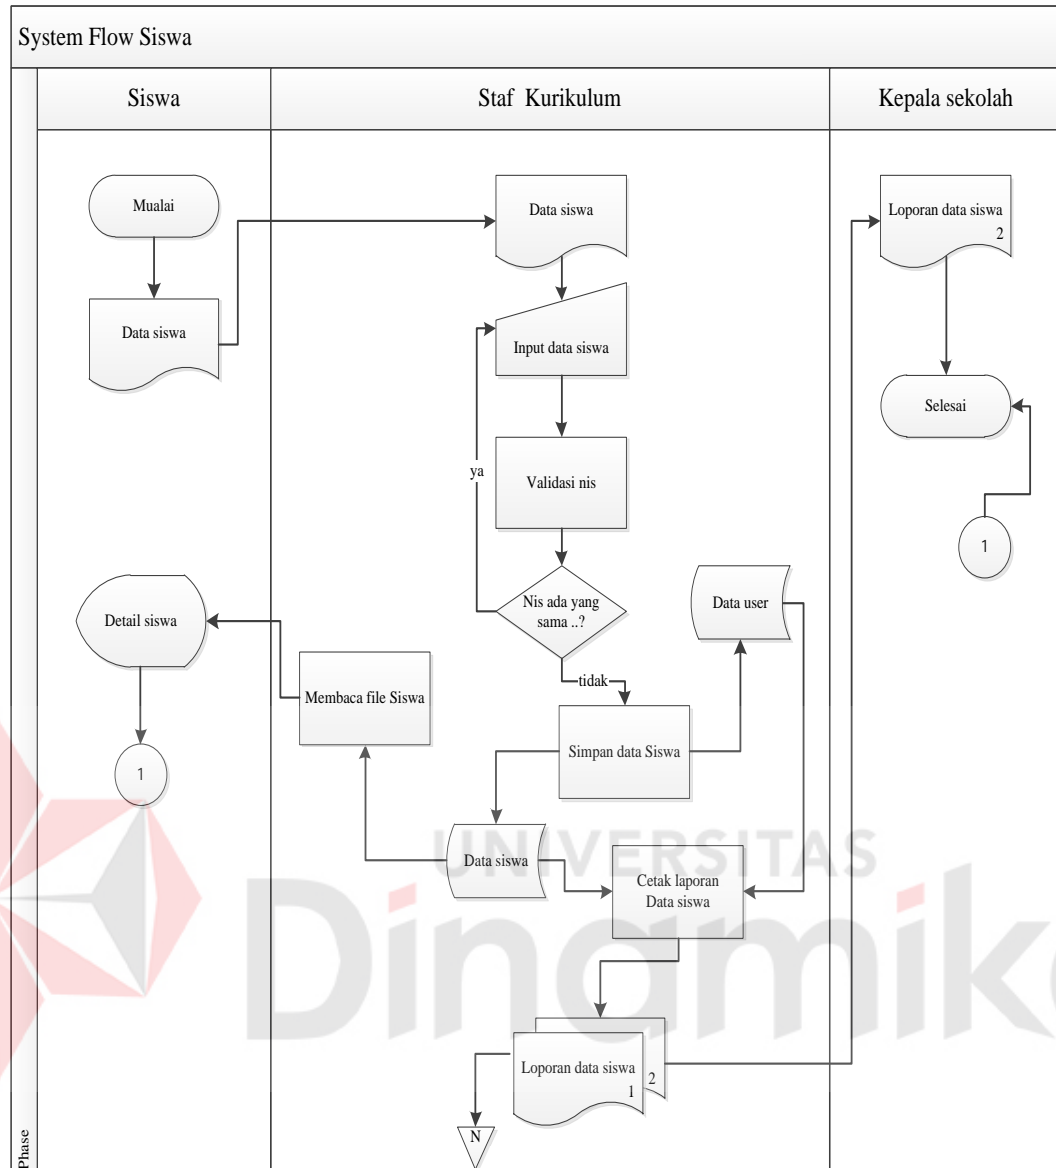 System Flow Siswa
Siswa
Staf Kurikulum
Kepala sekolah
Mualai
Data siswa
Data siswa
Input data siswa
Validasi nis
ya
Nis ada yang
sama ..?
tidak
Simpan data Siswa
Data user
Data siswa
Membaca file Siswa
Detail siswa
1
Cetak laporan
Data siswa
Loporan data siswa
1
2
N
Loporan data siswa
2
Selesai
1
Phase
UNIVERSITAS
Dinamika